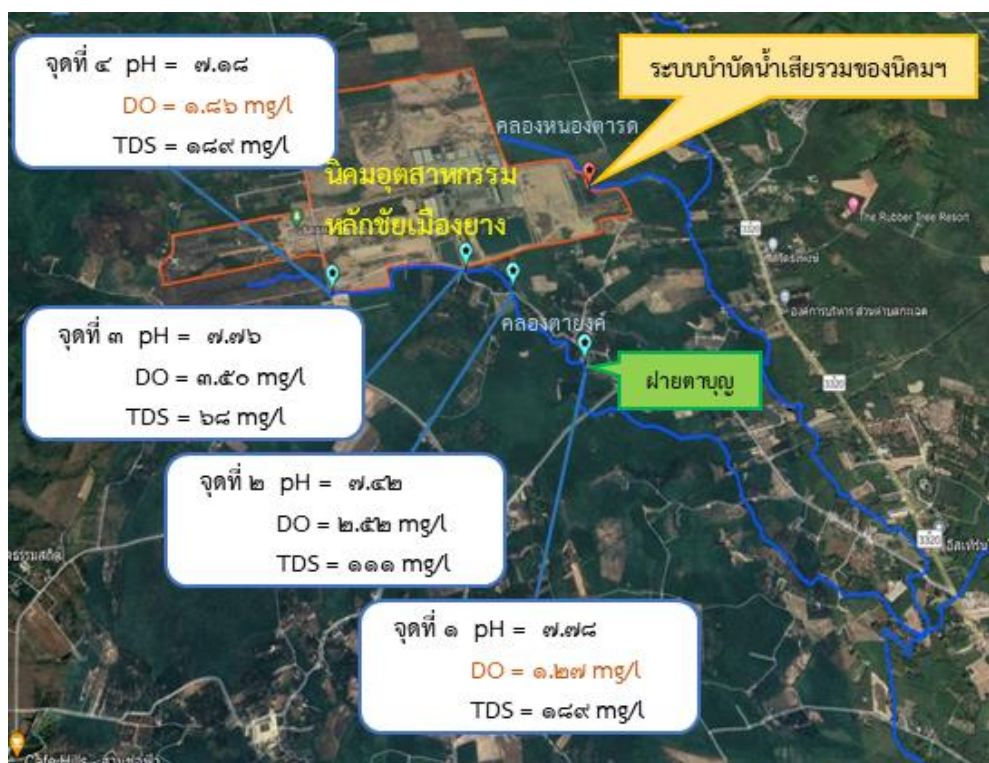 จุดที่ ๔ pH = ๗.๑๘
DO = ๑.๘๖ mg/l
TDS = ๑๘๙ mg/l
ระบบบำบัดน้ำเสียรวมของนิคมฯ
คลองหนองตารด
นิคมอุตสาหกรรม
หลักชัยเมืองยาง
The Rubber Tree Resort
3320
จุดที่ ๓ pH = ๗.๗๖
DO = ๓.๕๐ mg/l
TDS = ๖๘ mg/l
คลองตายงค์
3320
ฝายตาบุญ
จุดที่ ๒ pH = ๗.๔๒
DO = ๒.๕๒ mg/l
TDS = ๑๑๑ mg/l
3320
จุดที่ ๑ pH = ๗.๗๘
DO = ๑.๒๗ mg/l
TDS = ๑๘๙ mg/l
Cafe Hills